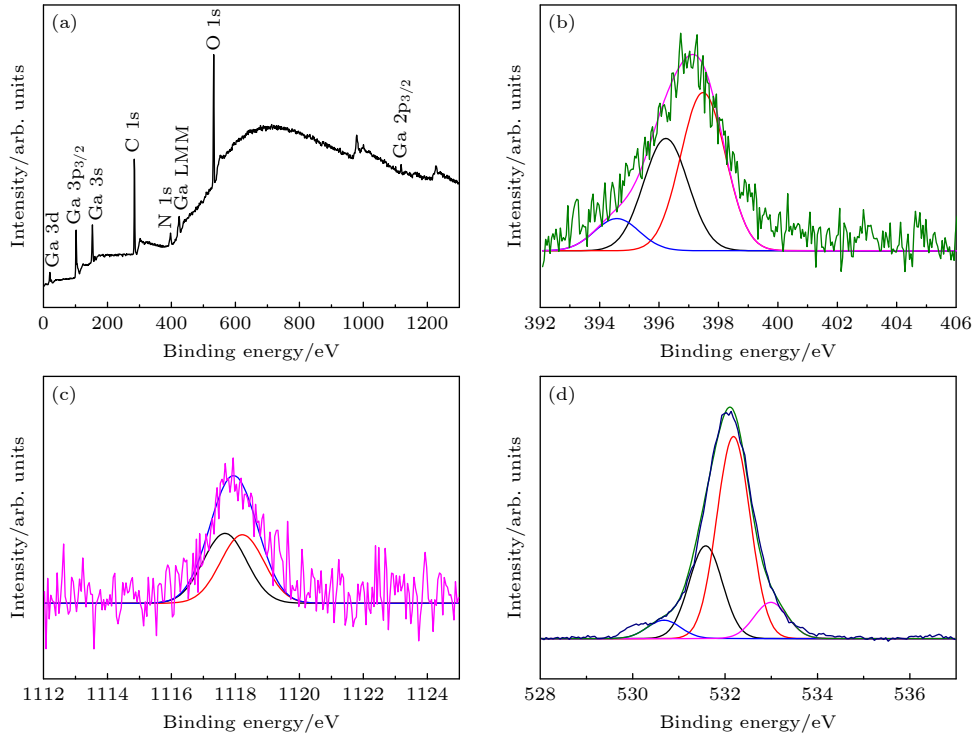 (a)
Intensity/arb. units
Ga 3d
Ga 3p3/2
Ga 3s
C 1s
N 1s
Ga LMM
O 1s
Ga 2p3/2
0 200 400 600 800 1000 1200
Binding energy/eV
(b)
Intensity/arb. units
392 394 396 398 400 402 404 406
Binding energy/eV
(c)
Intensity/arb. units
1112 1114 1116 1118 1120 1122 1124
Binding energy/eV
(d)
Intensity/arb. units
528 530 532 534 536
Binding energy/eV